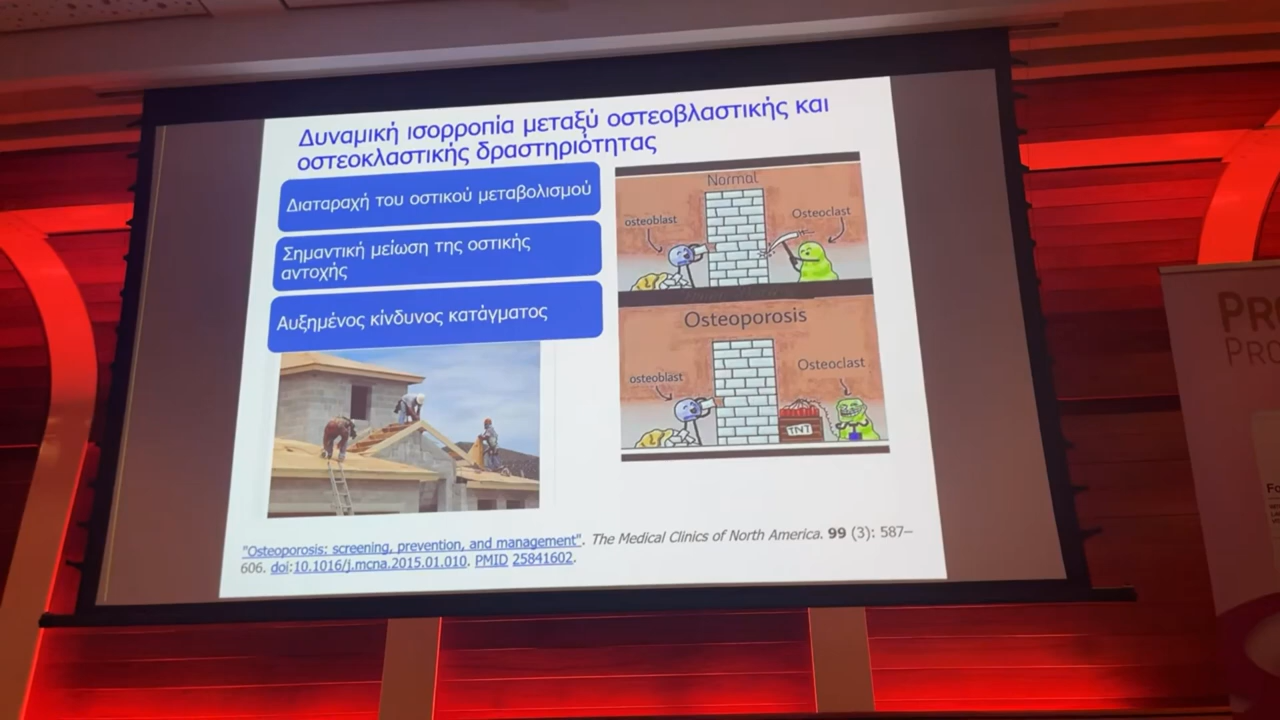 Δυναμική ισορροπία μεταξύ οστεοβλαστικής και
οστεοκλαστικής δραστηριότητας
Διαταραχή του οστικού μεταβολισμού
Σημαντική μείωση της οστικής
αντοχής
Αυξημένος κίνδυνος κατάγματος
Normal
osteoblast
Osteoclast
Osteoporosis
osteoblast
Osteoclast
TNT
"Osteoporosis: screening, prevention, and management". The Medical Clinics of North America. 99 (3): 587–
606. doi:10.1016/j.mcna.2015.01.010. PMID 25841602.